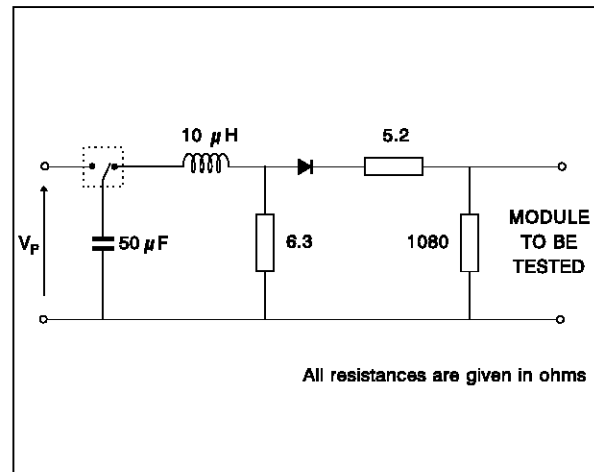 10 µH
5.2
V_P
50 µF
6.3
1080
MODULE
TO BE
TESTED
All resistances are given in ohms